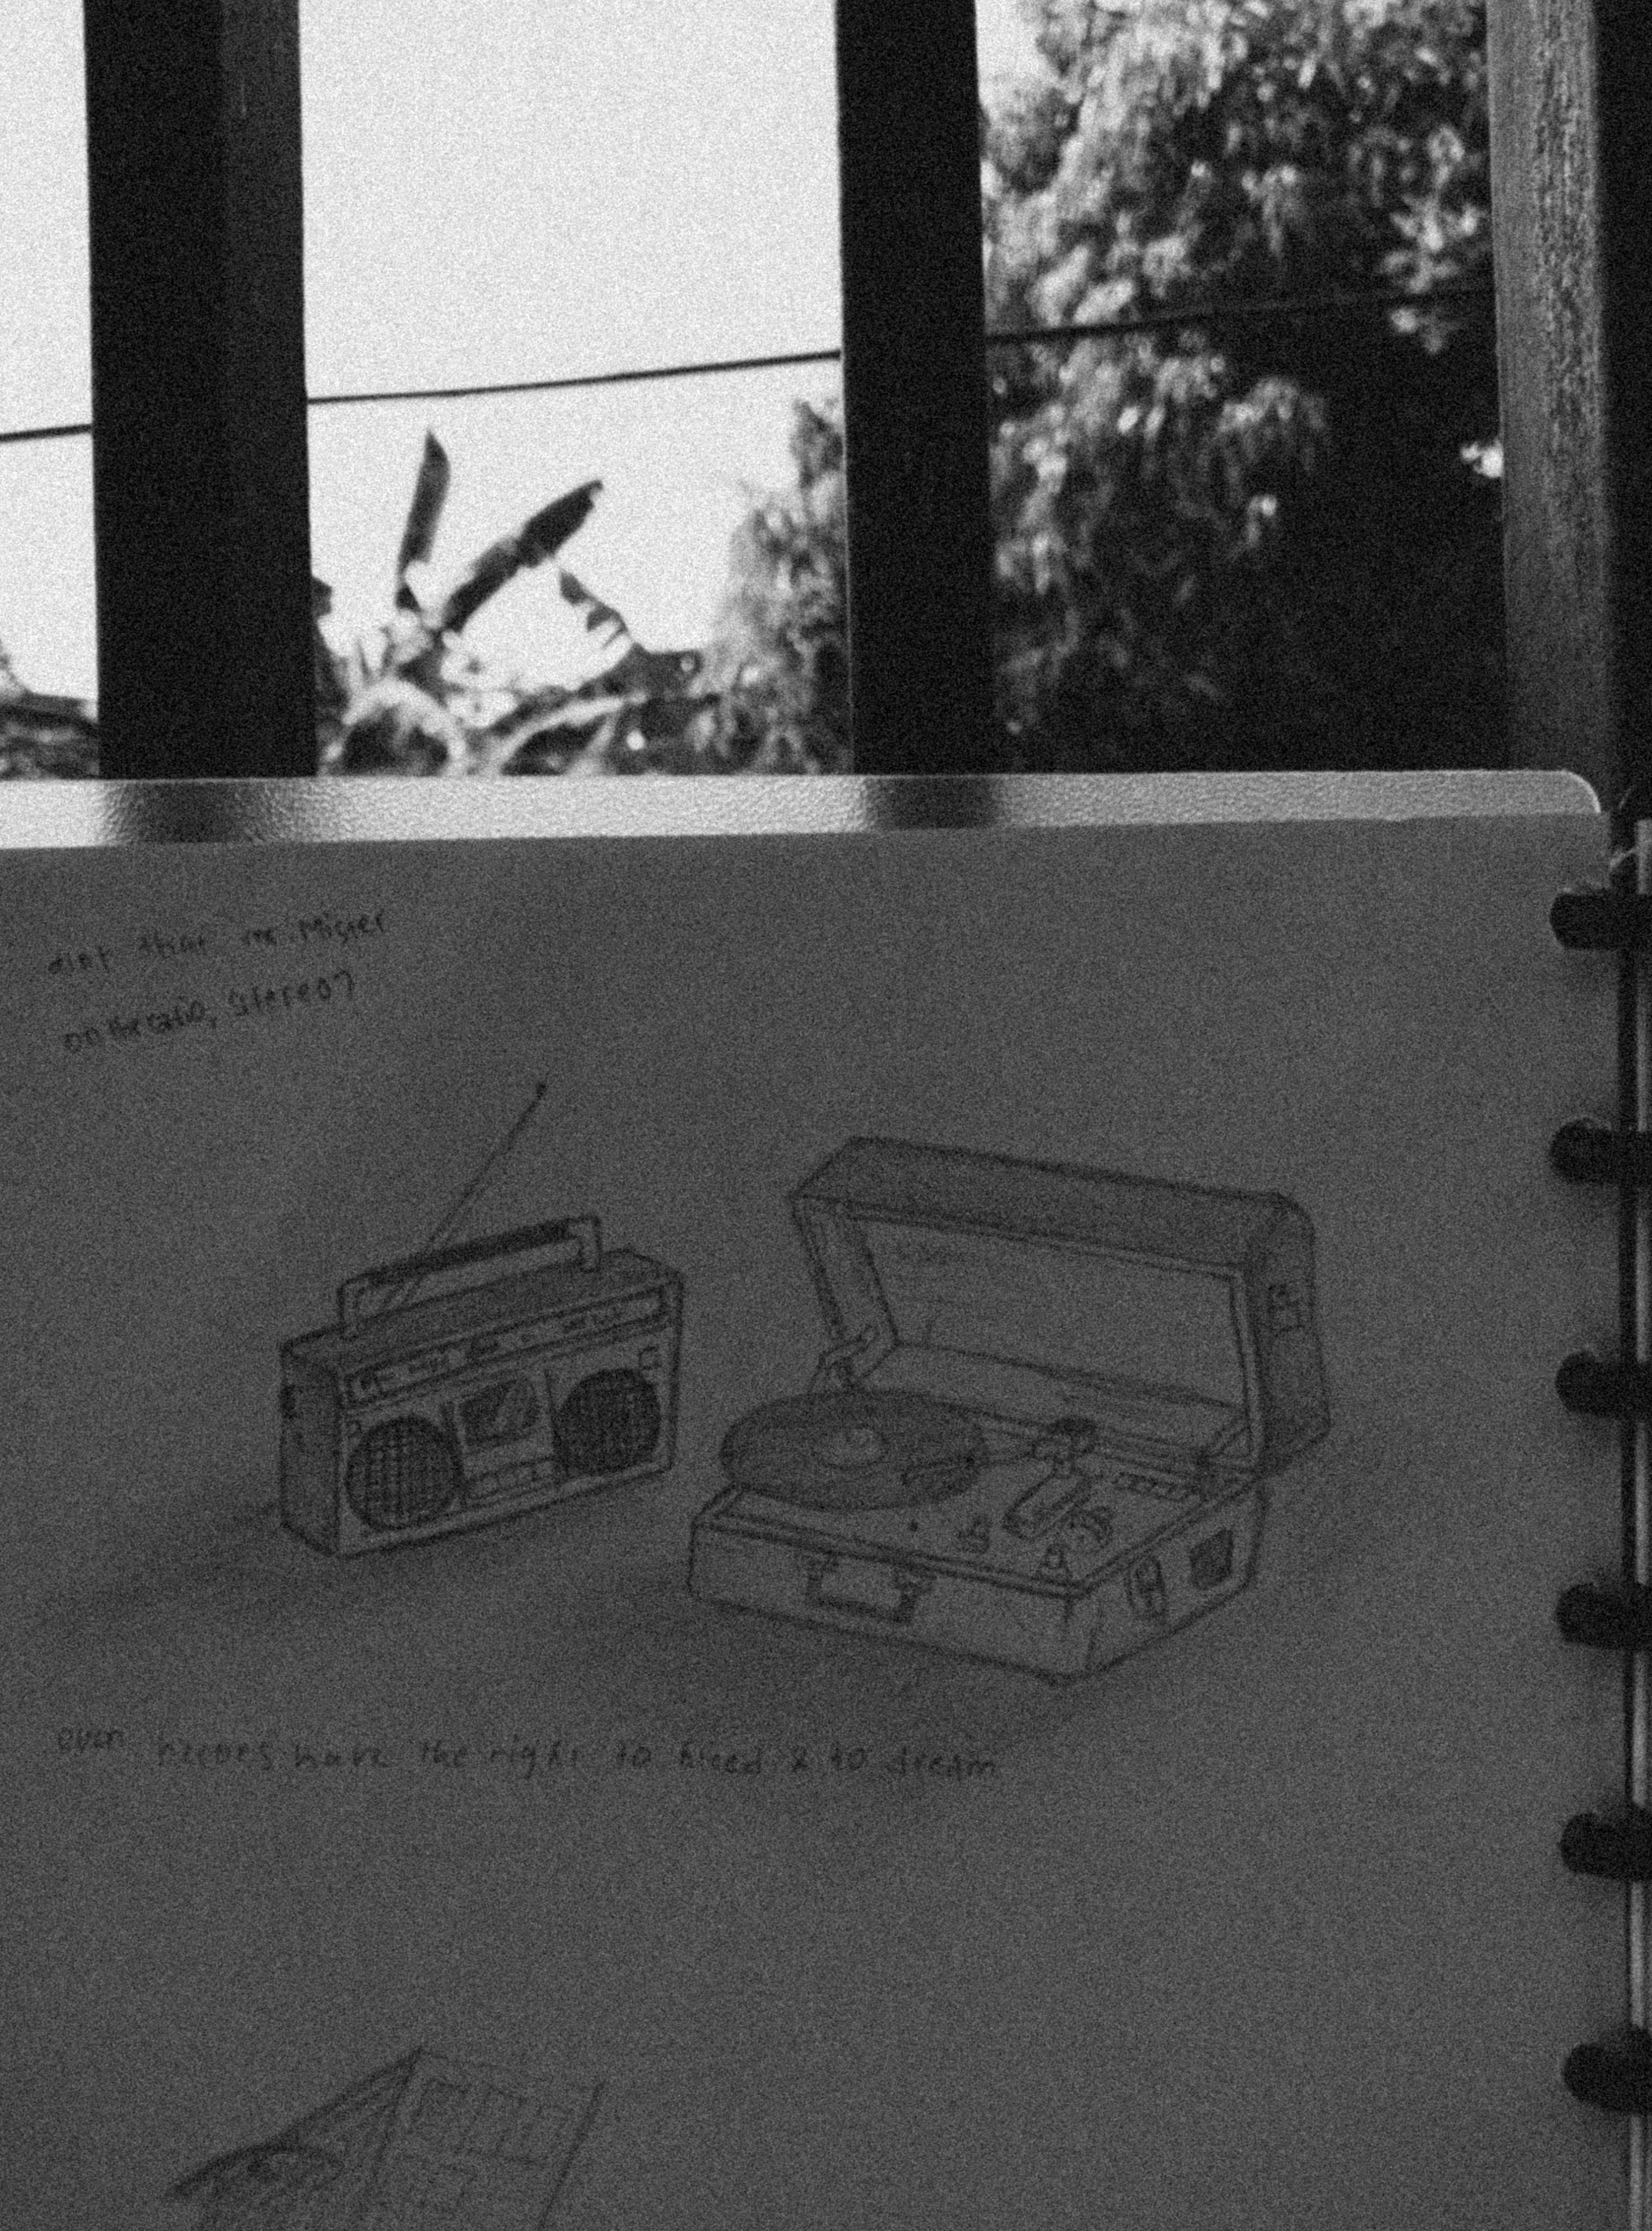 aint that mr. Mister
on the radio, stereo?
even heroes have the right to bleed & to dream